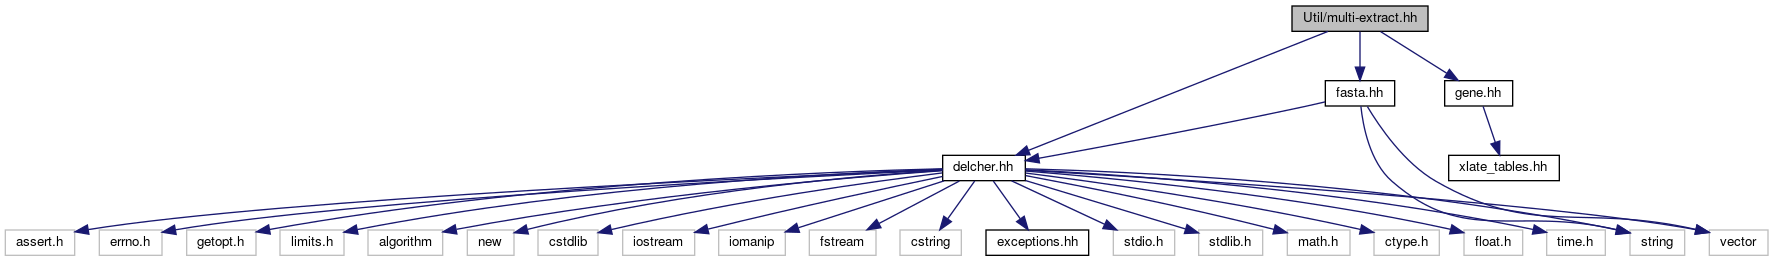 Util/multi-extract.hh
fasta.hh
gene.hh
delcher.hh
xlate_tables.hh
assert.h
errno.h
getopt.h
limits.h
algorithm
new
cstdlib
iostream
iomanip
fstream
cstring
exceptions.hh
stdio.h
stdlib.h
math.h
ctype.h
float.h
time.h
string
vector